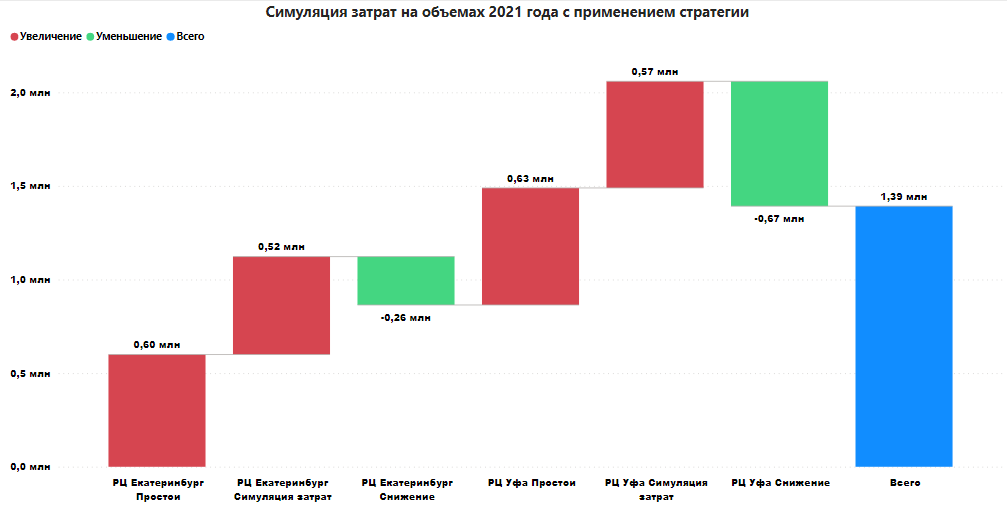 Симуляция затрат на объемах 2021 года с применением стратегии
Увеличение Уменьшение Всего
2,0 млн
1,5 млн
1,0 млн
0,5 млн
0,0 млн
0,60 млн
0,52 млн
-0,26 млн
0,63 млн
0,57 млн
-0,67 млн
1,39 млн
РЦ Екатеринбург
Простои
РЦ Екатеринбург
Симуляция затрат
РЦ Екатеринбург
Снижение
РЦ Уфа Простои
РЦ Уфа Симуляция
затрат
РЦ Уфа Снижение
Всего